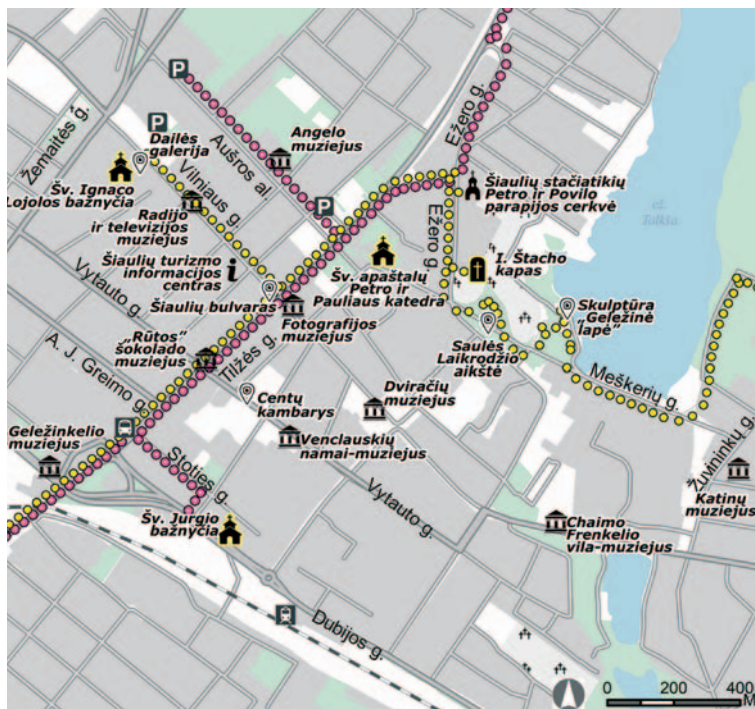 P
P
Dailės
galerija
Žemaitės g.
Šv. Ignaco
Lojolos bažnyčia
Vilniaus g.
Aušros al.
Angelo
muziejus
Ežero g.
Radijo
ir televizijos
muziejus
P
Šiaulių stačiatikių
Petro ir Povilo
parapijos cerkvė
ež.
Talkša
Ežero g.
Šiaulių turizmo
informacijos
centras
Vytauto g.
Šv. apaštalų
Petro ir
Pauliaus katedra
I. Štacho
kapas
Šiaulių bulvaras
Fotografijos
muziejus
Skulptūra
„Geležinė
lapė“
„Rūtos“
šokolado
muziejus
Tilžės g.
Saulės
Laikrodžio
aikštė
A. J. Greimo g.
Meškerių g.
Centų
kambarys
Dviračių
muziejus
Geležinkelio
muziejus
Stoties g.
Venclauskių
namai-muziejus
Vytauto g.
Žuvininkų g.
Katinų
muziejus
Šv. Jurgio
bažnyčia
Chaimo
Frenkelio
vila-muziejus
Dubijos g.
0 200 400
M